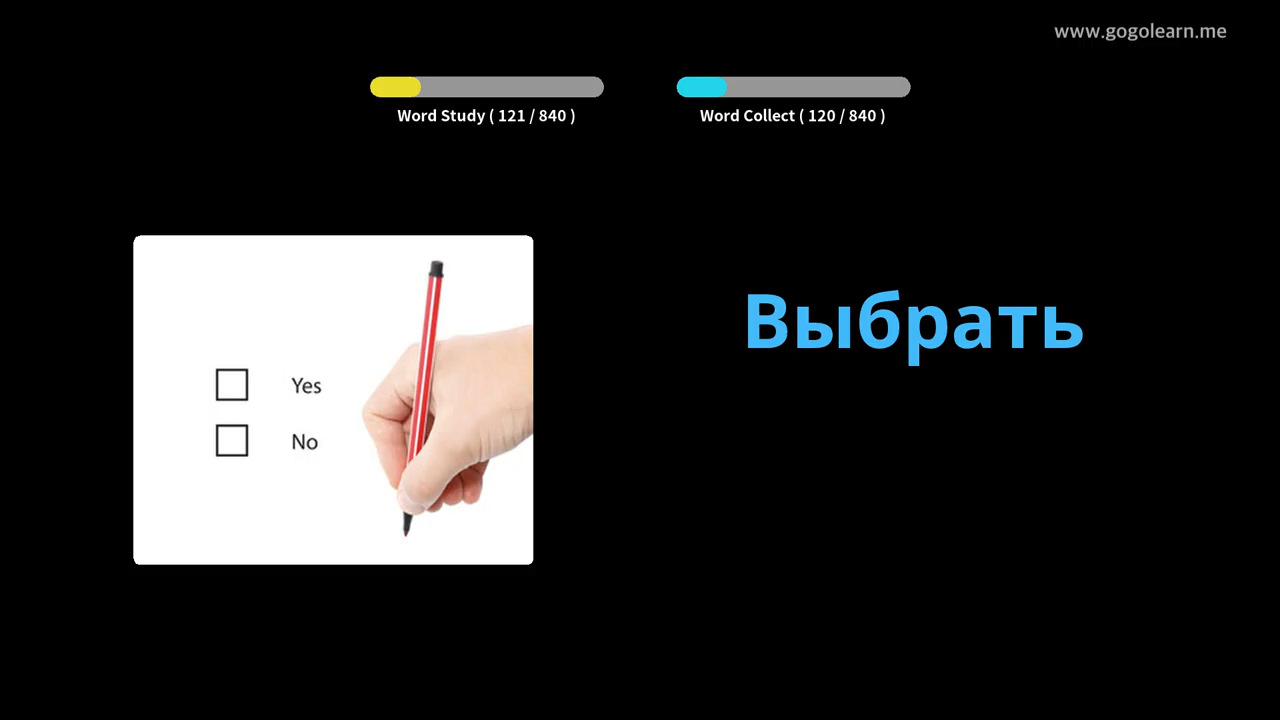 www.gogolearn.me
Word Study ( 121 / 840 )
Word Collect ( 120 / 840 )
Выбрать
Yes
No